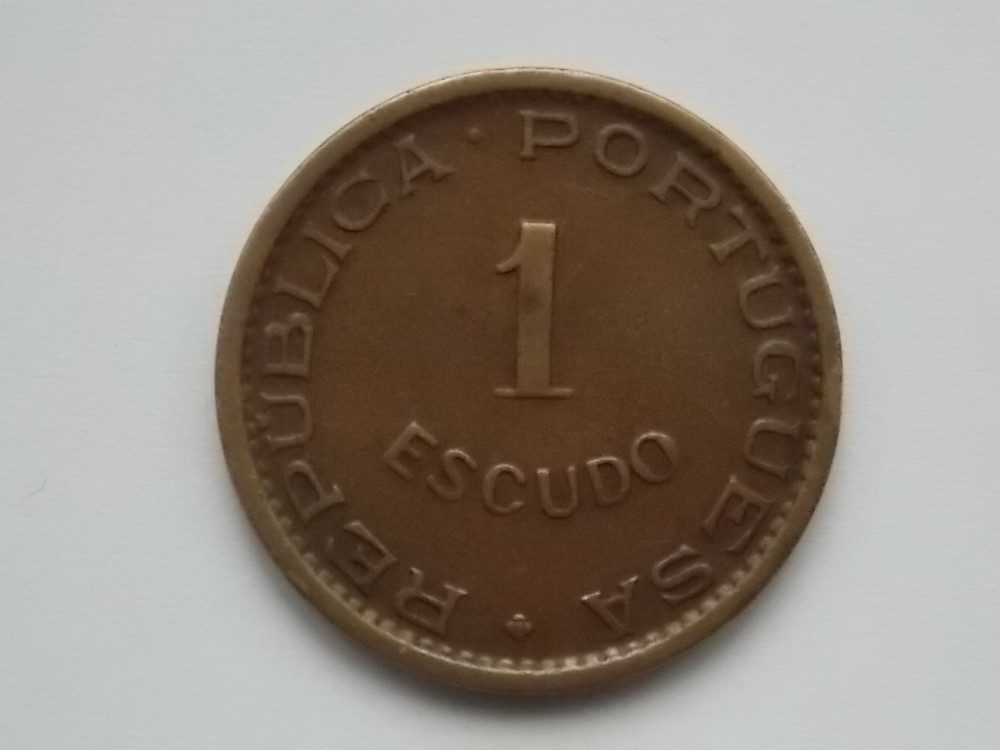 REPÚBLICA · PORTUGUESA
1
ESCUDO